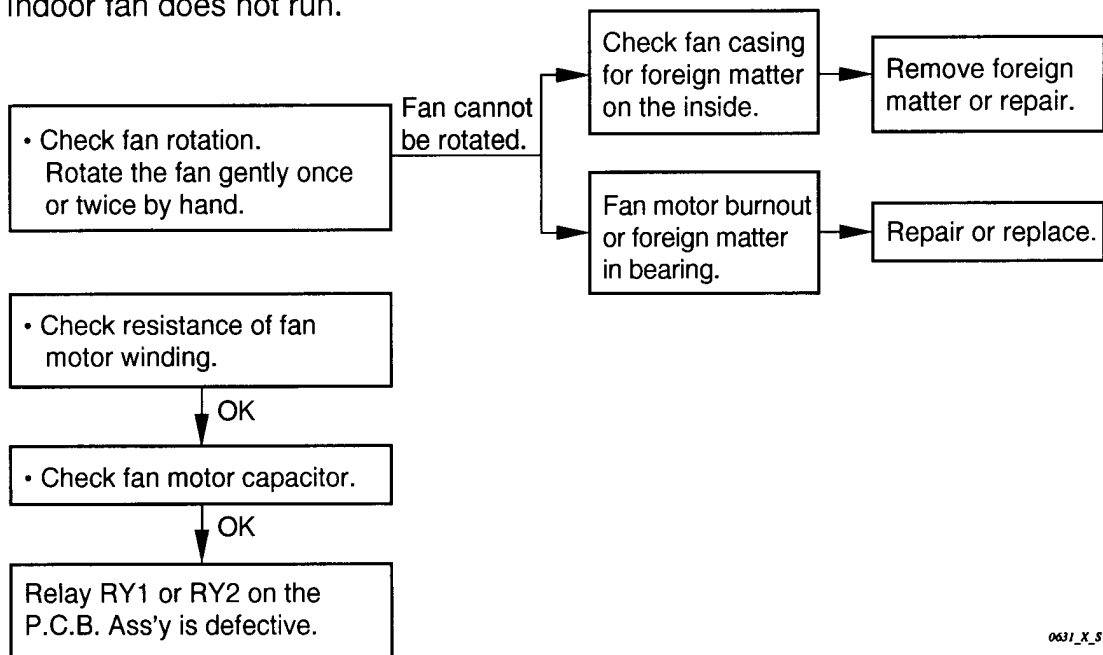 Indoor fan does not run.
• Check fan rotation.
Rotate the fan gently once
or twice by hand.
Fan cannot
be rotated.
Check fan casing
for foreign matter
on the inside.
Remove foreign
matter or repair.
Fan motor burnout
or foreign matter
in bearing.
Repair or replace.
• Check resistance of fan
motor winding.
OK
• Check fan motor capacitor.
OK
Relay RY1 or RY2 on the
P.C.B. Ass'y is defective.
0631_X_S